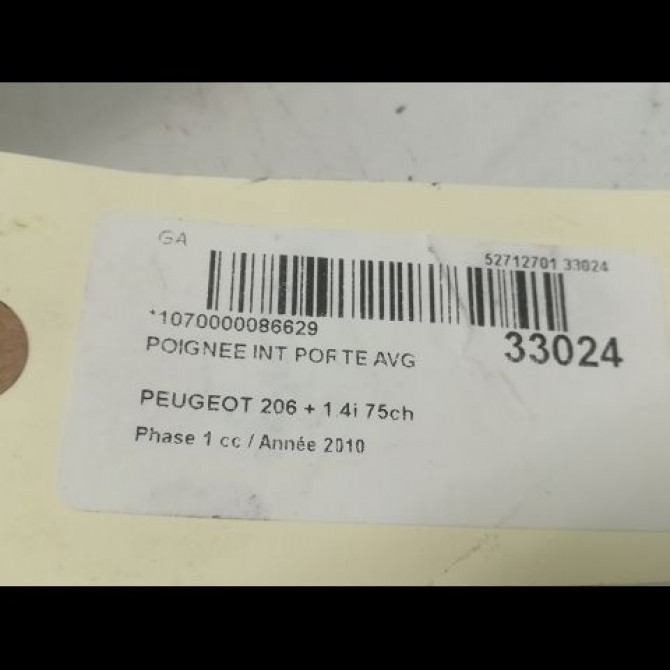 GA
52712701 33024
*1070000086629
33024
POIGNEE INT PORTE AVG
PEUGEOT 206 + 1.4i 75ch
Phase 1 cc / Année 2010